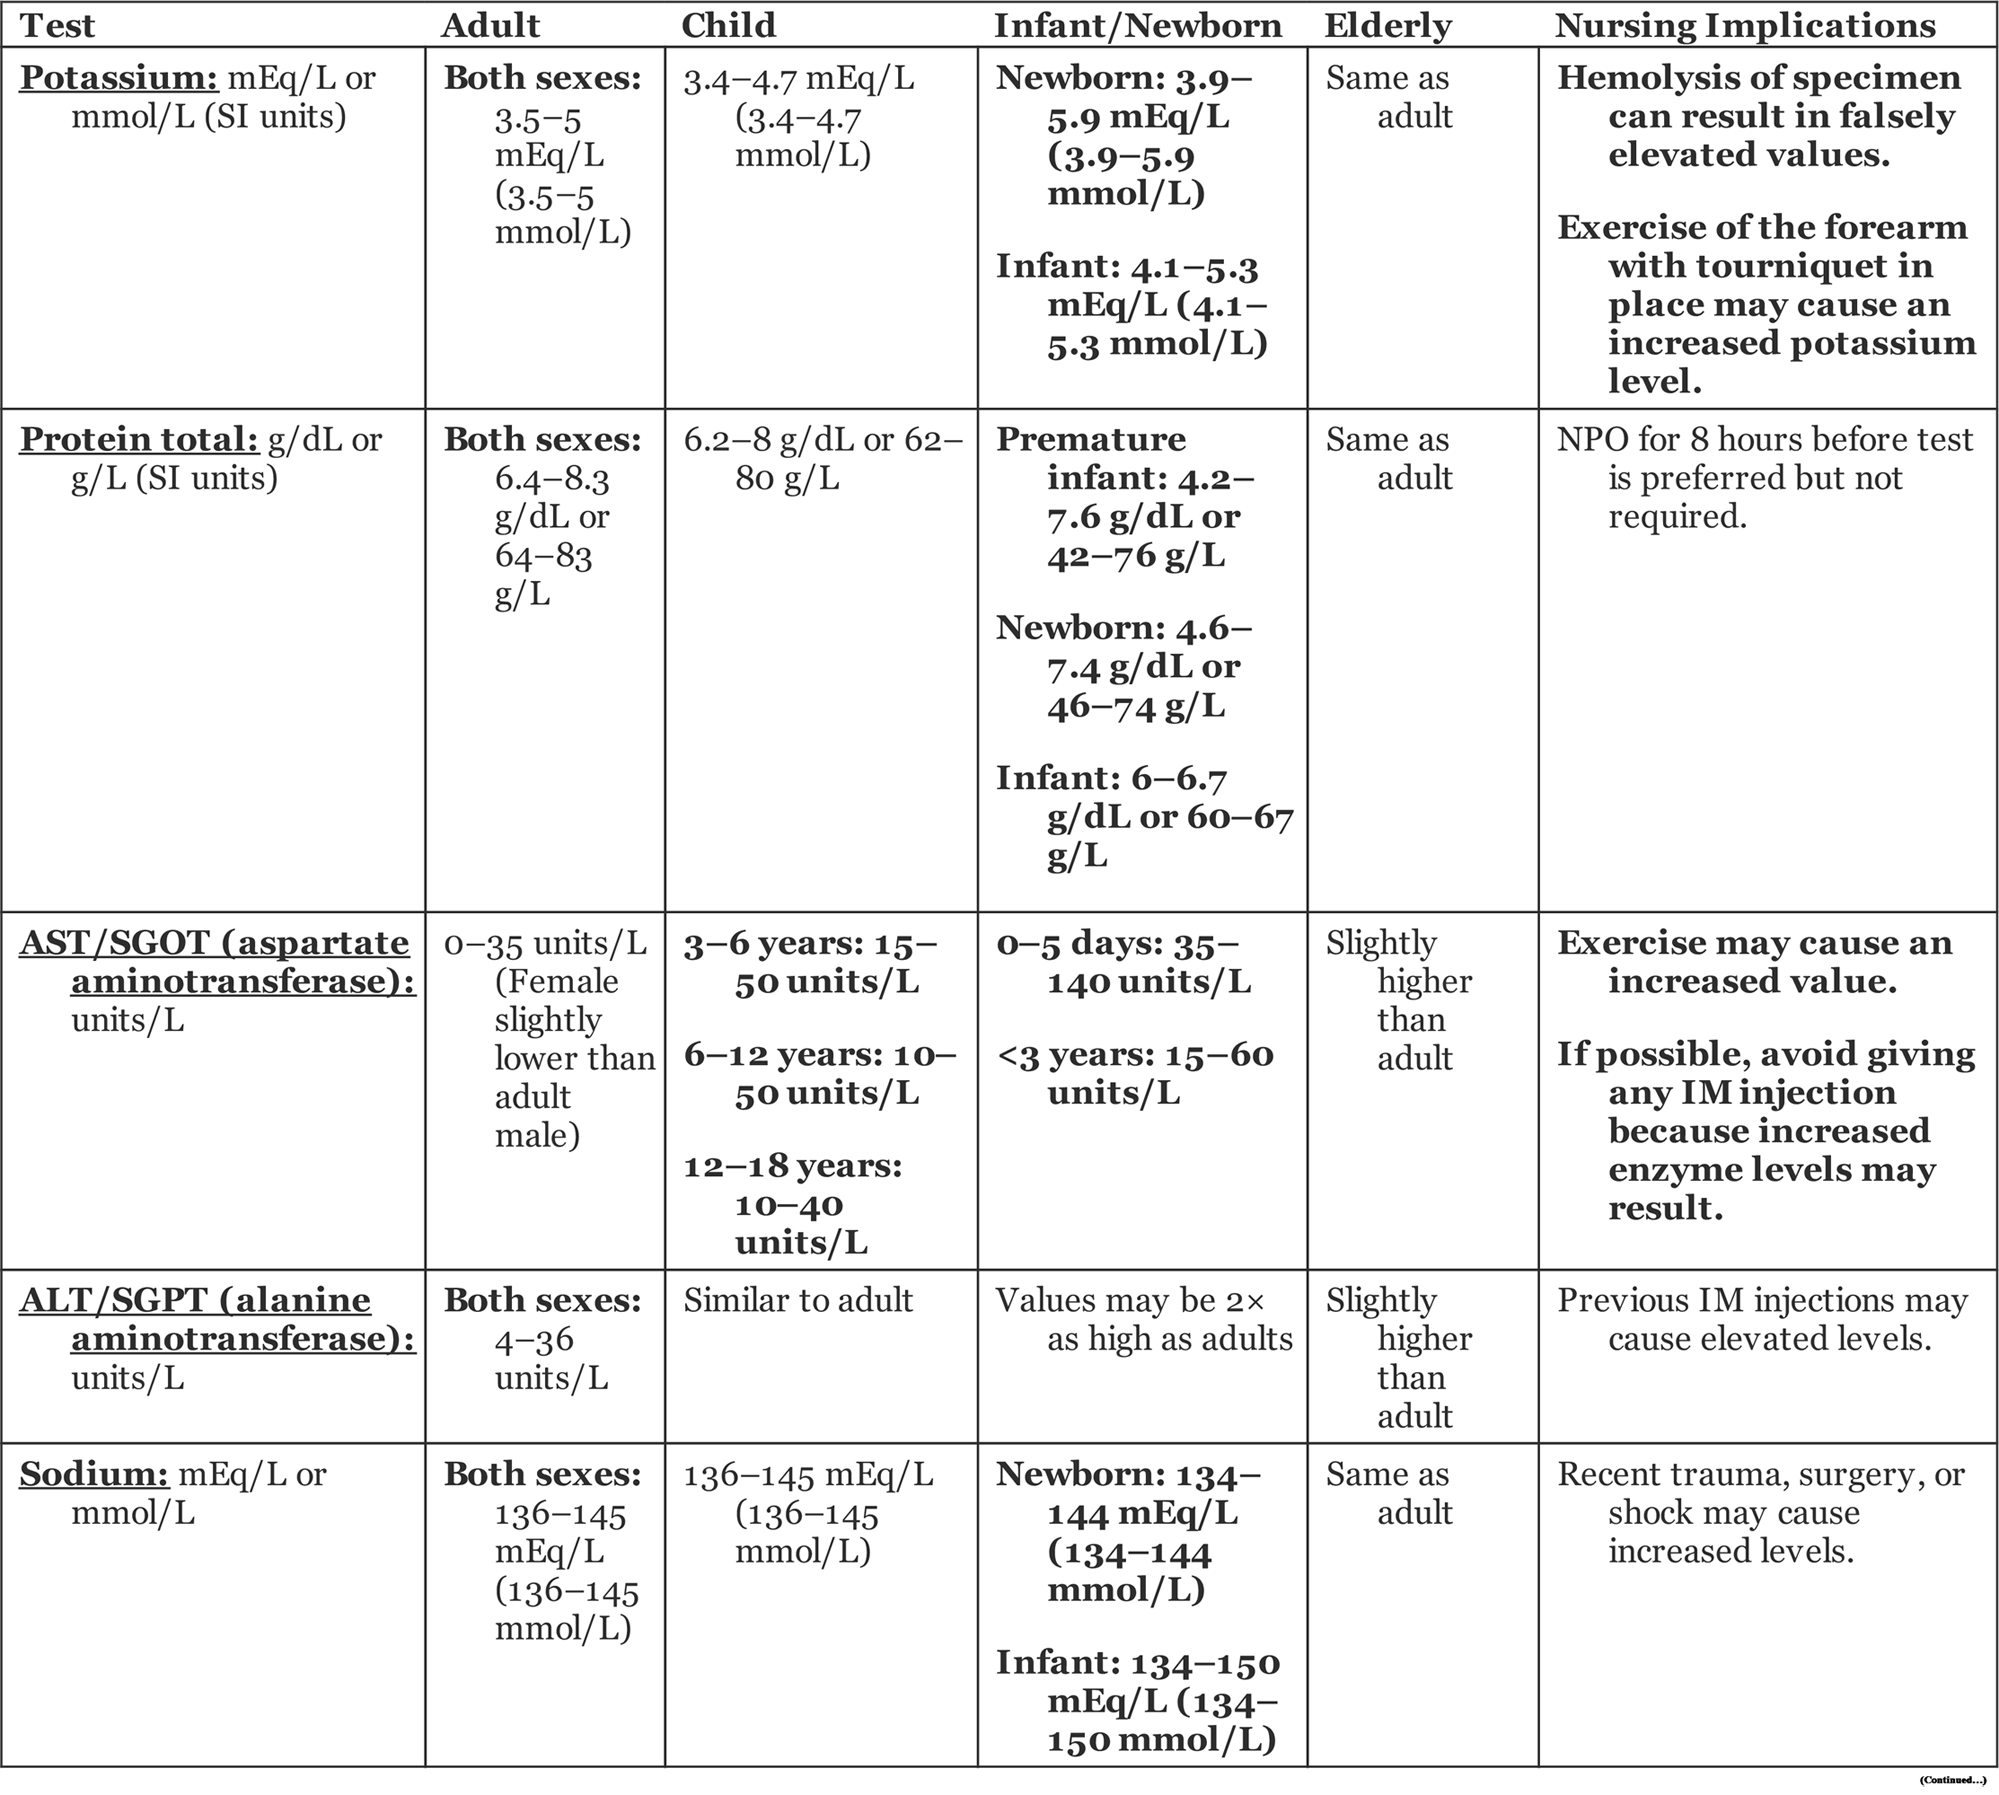 Test Adult Child Infant/Newborn Elderly Nursing Implications
Potassium: mEq/L or
mmol/L (SI units)
Both sexes:
3.5–5
mEq/L
(3.5–5
mmol/L)
3.4–4.7 mEq/L
(3.4–4.7
mmol/L)
Newborn: 3.9–
5.9 mEq/L
(3.9–5.9
mmol/L)
Infant: 4.1–5.3
mEq/L (4.1–
5.3 mmol/L)
Same as
adult
Hemolysis of specimen
can result in falsely
elevated values.
Exercise of the forearm
with tourniquet in
place may cause an
increased potassium
level.
Protein total: g/dL or
g/L (SI units)
Both sexes:
6.4–8.3
g/dL or
64–83
g/L
6.2–8 g/dL or 62–
80 g/L
Premature
infant: 4.2–
7.6 g/dL or
42–76 g/L
Newborn: 4.6–
7.4 g/dL or
46–74 g/L
Infant: 6–6.7
g/dL or 60–67
g/L
Same as
adult
NPO for 8 hours before test
is preferred but not
required.
AST/SGOT (aspartate
aminotransferase):
units/L
0–35 units/L
(Female
slightly
lower than
adult
male)
3–6 years: 15–
50 units/L
6–12 years: 10–
50 units/L
12–18 years:
10–40
units/L
0–5 days: 35–
140 units/L
<3 years: 15–60
units/L
Slightly
higher
than
adult
Exercise may cause an
increased value.
If possible, avoid giving
any IM injection
because increased
enzyme levels may
result.
ALT/SGPT (alanine
aminotransferase):
units/L
Both sexes:
4–36
units/L
Similar to adult
Values may be 2×
as high as adults
Slightly
higher
than
adult
Previous IM injections may
cause elevated levels.
Sodium: mEq/L or
mmol/L
Both sexes:
136–145
mEq/L
(136–145
mmol/L)
136–145 mEq/L
(136–145
mmol/L)
Newborn: 134–
144 mEq/L
(134–144
mmol/L)
Infant: 134–150
mEq/L (134–
150 mmol/L)
Same as
adult
Recent trauma, surgery, or
shock may cause
increased levels.
(Continued...)